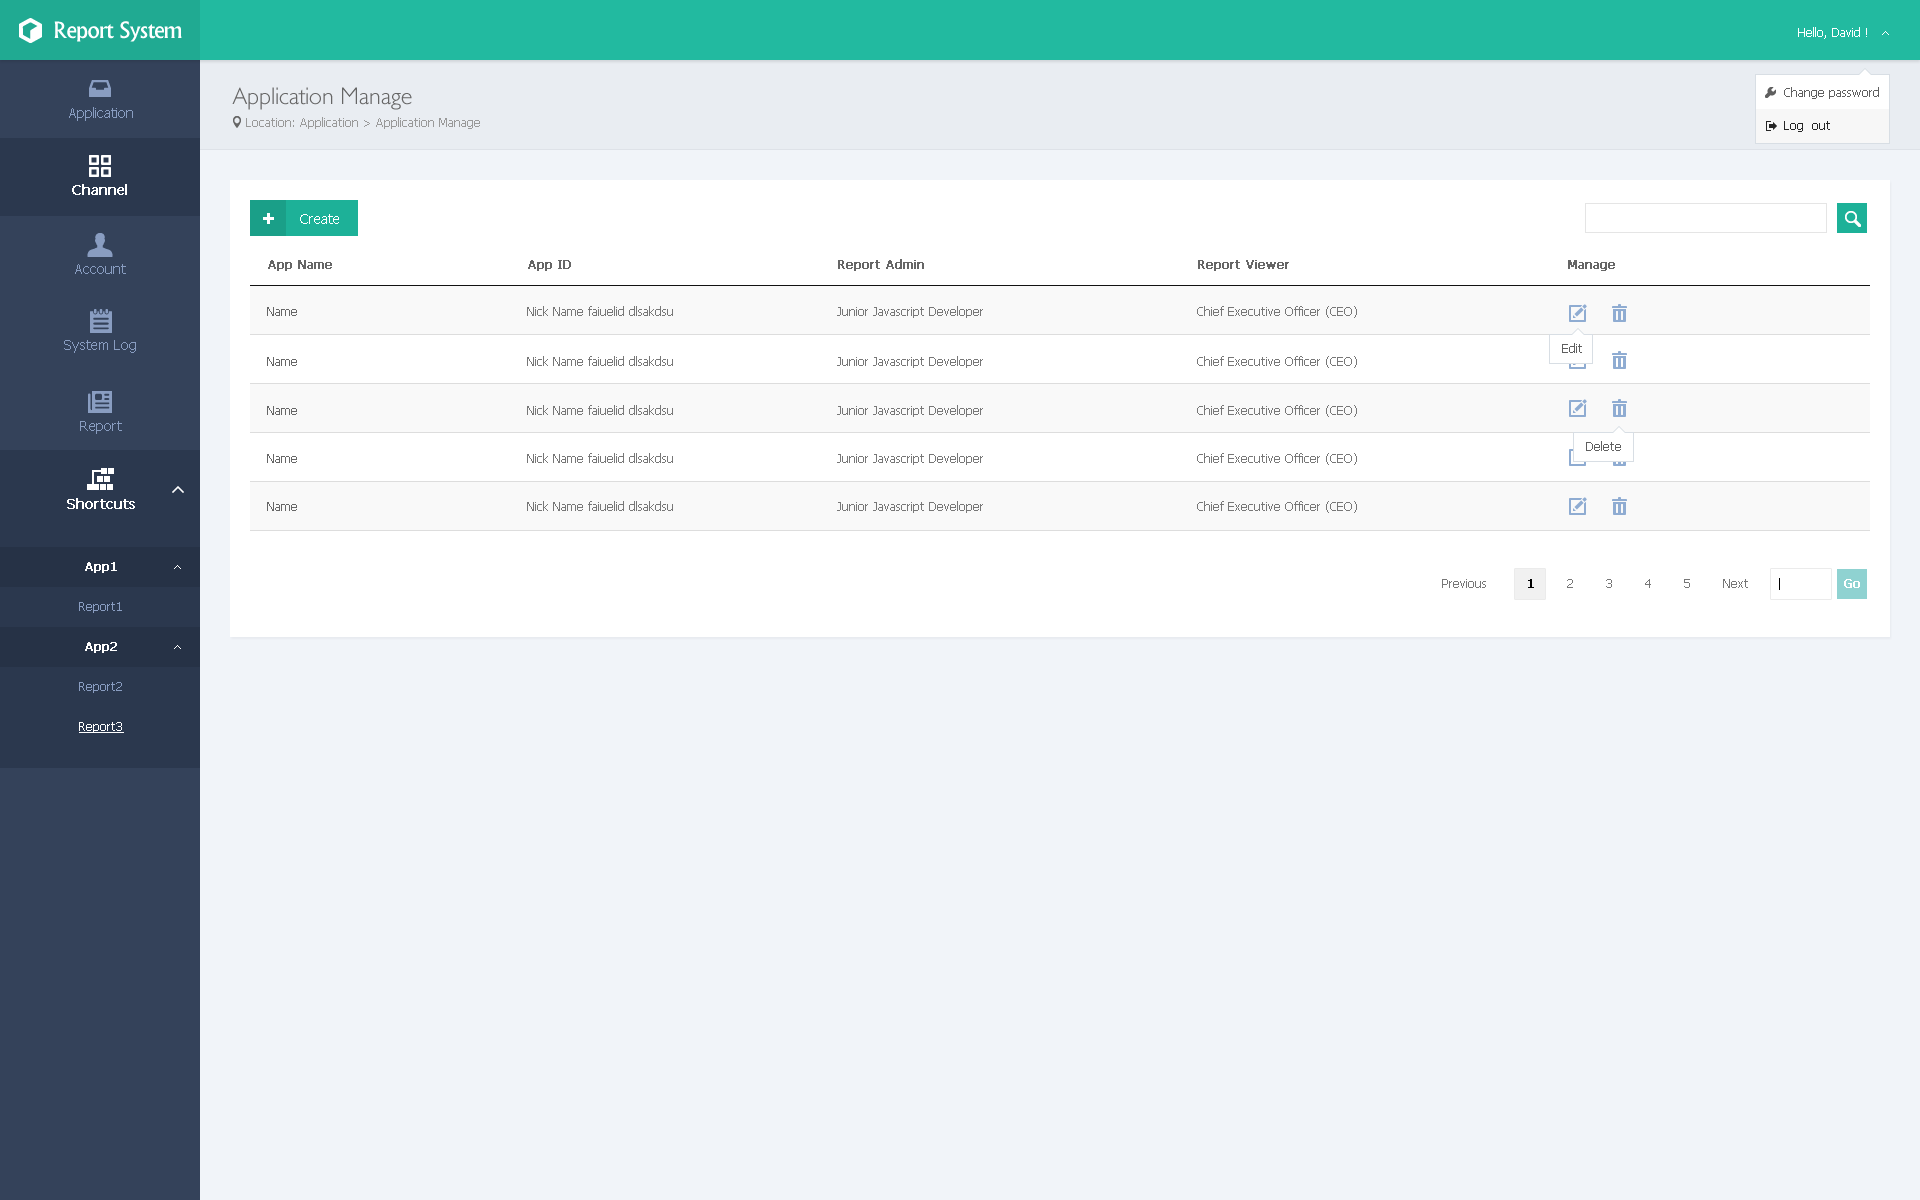 Report System
Hello, David !
Application
Channel
Account
System Log
Report
Shortcuts
App1
Report1
App2
Report2
Report3
Application Manage
Location: Application > Application Manage
Change password
Log out
+ Create
App Name App ID Report Admin Report Viewer Manage
Name Nick Name faiuelid dlsakdsu Junior Javascript Developer Chief Executive Officer (CEO)
Edit
Name Nick Name faiuelid dlsakdsu Junior Javascript Developer Chief Executive Officer (CEO)
Name Nick Name faiuelid dlsakdsu Junior Javascript Developer Chief Executive Officer (CEO)
Delete
Name Nick Name faiuelid dlsakdsu Junior Javascript Developer Chief Executive Officer (CEO)
Name Nick Name faiuelid dlsakdsu Junior Javascript Developer Chief Executive Officer (CEO)
Previous 1 2 3 4 5 Next Go